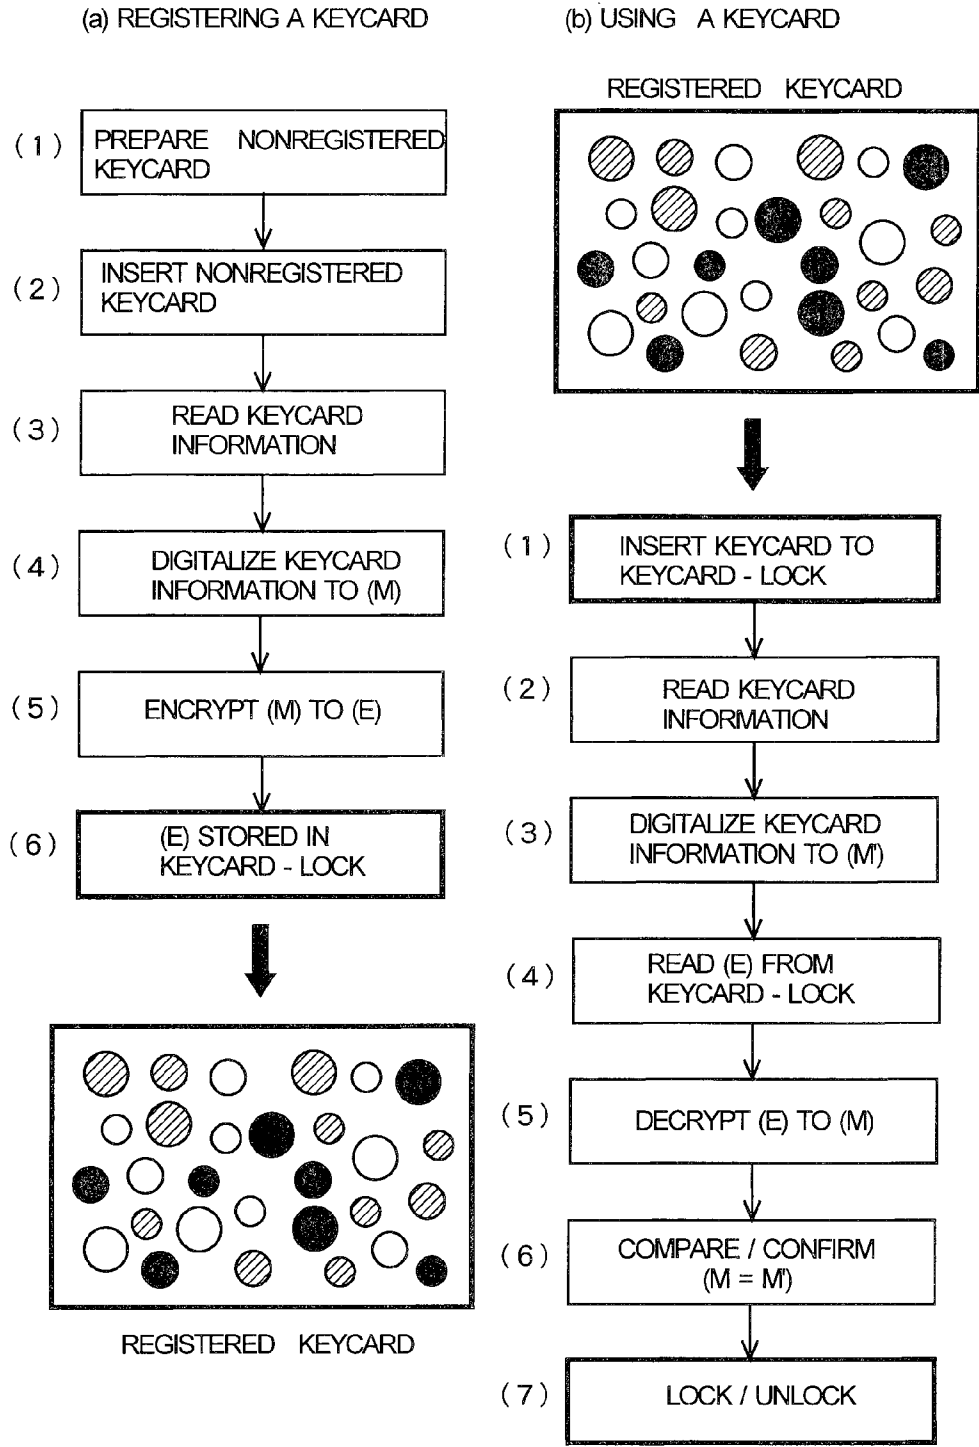 (a) REGISTERING A KEYCARD
(1)
PREPARE NONREGISTERED
KEYCARD
(2)
INSERT NONREGISTERED
KEYCARD
(3)
READ KEYCARD
INFORMATION
(4)
DIGITALIZE KEYCARD
INFORMATION TO (M)
(5)
ENCRYPT (M) TO (E)
(6)
(E) STORED IN
KEYCARD - LOCK
REGISTERED KEYCARD
(b) USING A KEYCARD
REGISTERED KEYCARD
(1)
INSERT KEYCARD TO
KEYCARD - LOCK
(2)
READ KEYCARD
INFORMATION
(3)
DIGITALIZE KEYCARD
INFORMATION TO (M')
(4)
READ (E) FROM
KEYCARD - LOCK
(5)
DECRYPT (E) TO (M)
(6)
COMPARE / CONFIRM
(M = M')
(7)
LOCK / UNLOCK